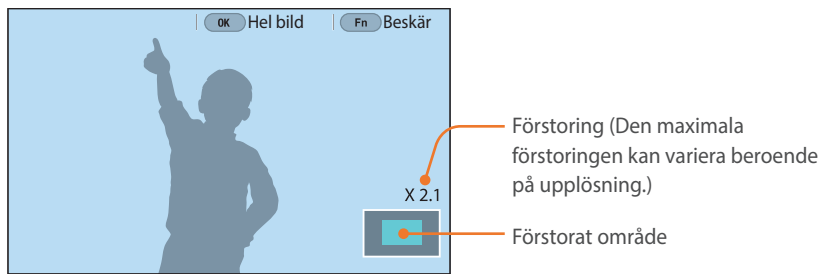 OK Hel bild Fn Beskär
Förstoring (Den maximala
förstoringen kan variera beroende
på upplösning.)
X 2.1
Förstorat område